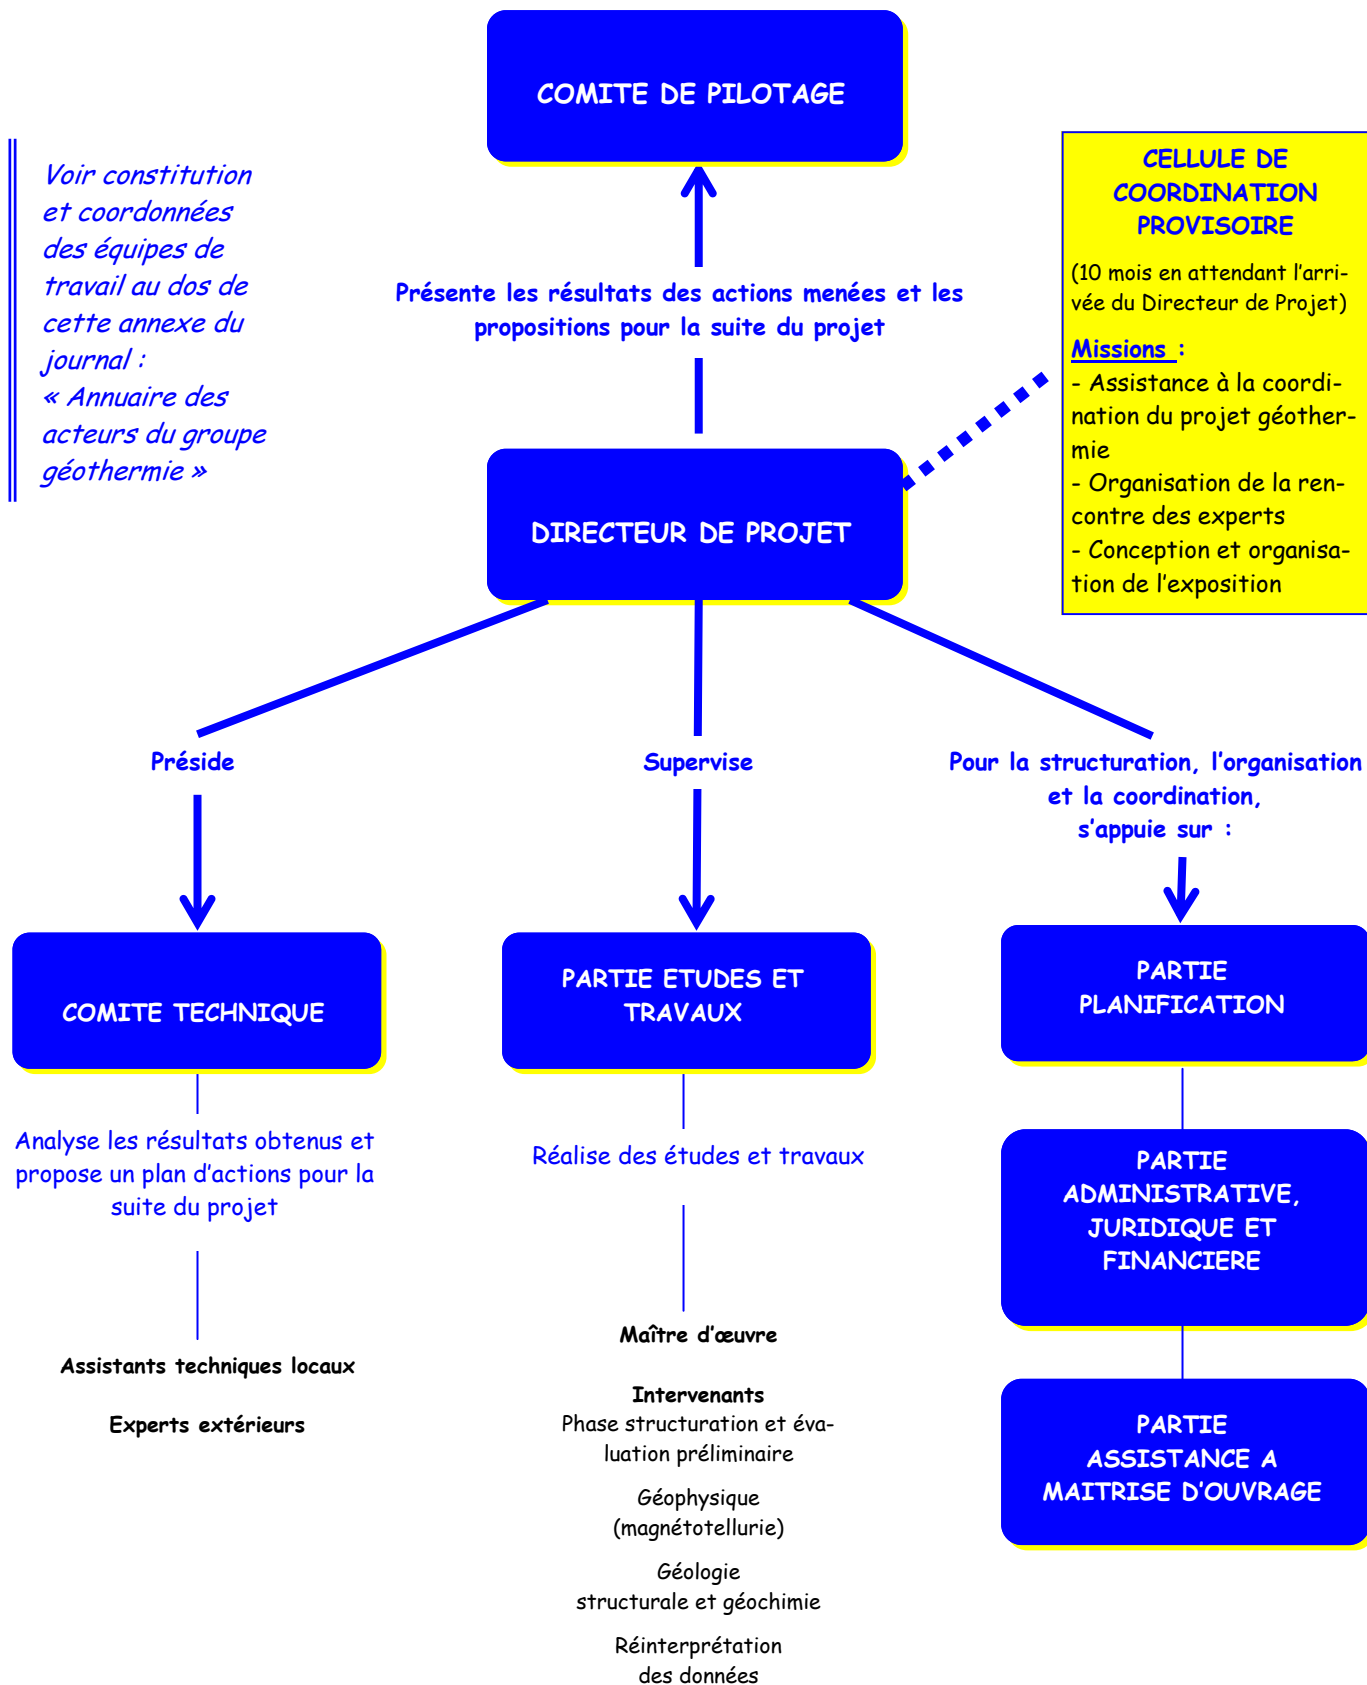 COMITE DE PILOTAGE
Voir constitution
et coordonnées
des équipes de
travail au dos de
cette annexe du
journal :
« Annuaire des
acteurs du groupe
géothermie »
Présente les résultats des actions menées et les
propositions pour la suite du projet
CELLULE DE
COORDINATION
PROVISOIRE
(10 mois en attendant l'arri-
vée du Directeur de Projet)
Missions :
- Assistance à la coordi-
nation du projet géother-
mie
- Organisation de la ren-
contre des experts
- Conception et organisa-
tion de l'exposition
DIRECTEUR DE PROJET
Préside
Supervise
Pour la structuration, l'organisation
et la coordination,
s'appuie sur :
COMITE TECHNIQUE
Analyse les résultats obtenus et
propose un plan d'actions pour la
suite du projet
Assistants techniques locaux
Experts extérieurs
PARTIE ETUDES ET
TRAVAUX
Réalise des études et travaux
Maître d'œuvre
Intervenants
Phase structuration et éva-
luation préliminaire
Géophysique
(magnétotellurie)
Géologie
structurale et géochimie
Réinterprétation
des données
PARTIE
PLANIFICATION
PARTIE
ADMINISTRATIVE,
JURIDIQUE ET
FINANCIERE
PARTIE
ASSISTANCE A
MAITRISE D'OUVRAGE